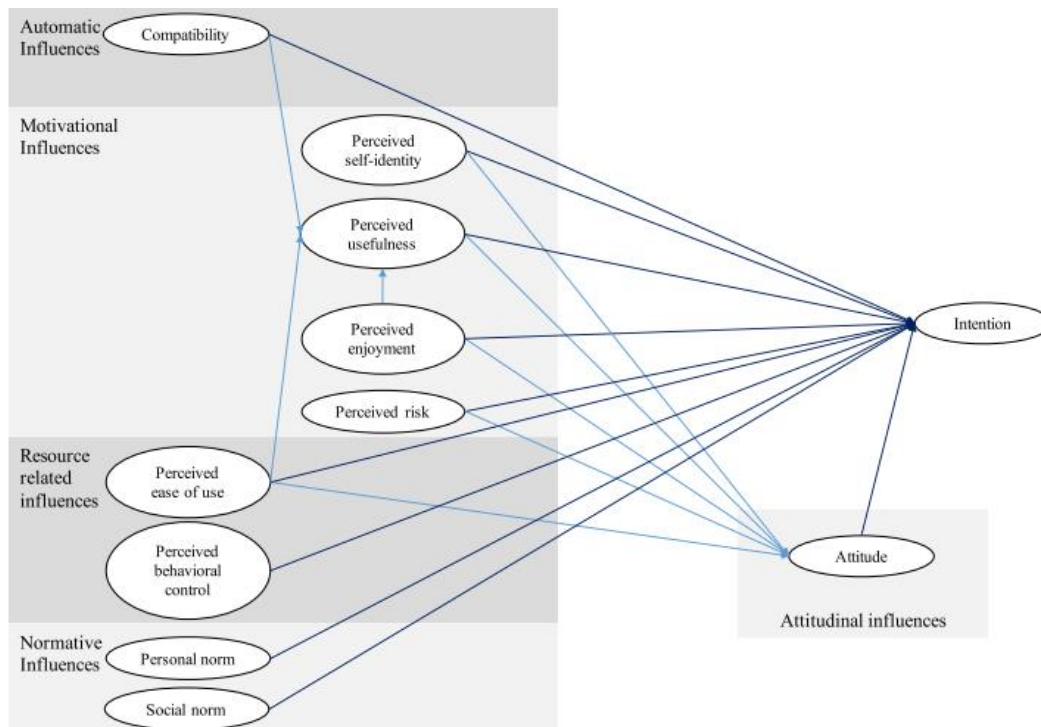 Automatic
Influences
Compatibility
Motivational
Influences
Perceived
self-identity
Perceived
usefulness
Perceived
enjoyment
Perceived risk
Intention
Resource
related
influences
Perceived
ease of use
Perceived
behavioral
control
Attitude
Attitudinal influences
Normative
Influences
Personal norm
Social norm